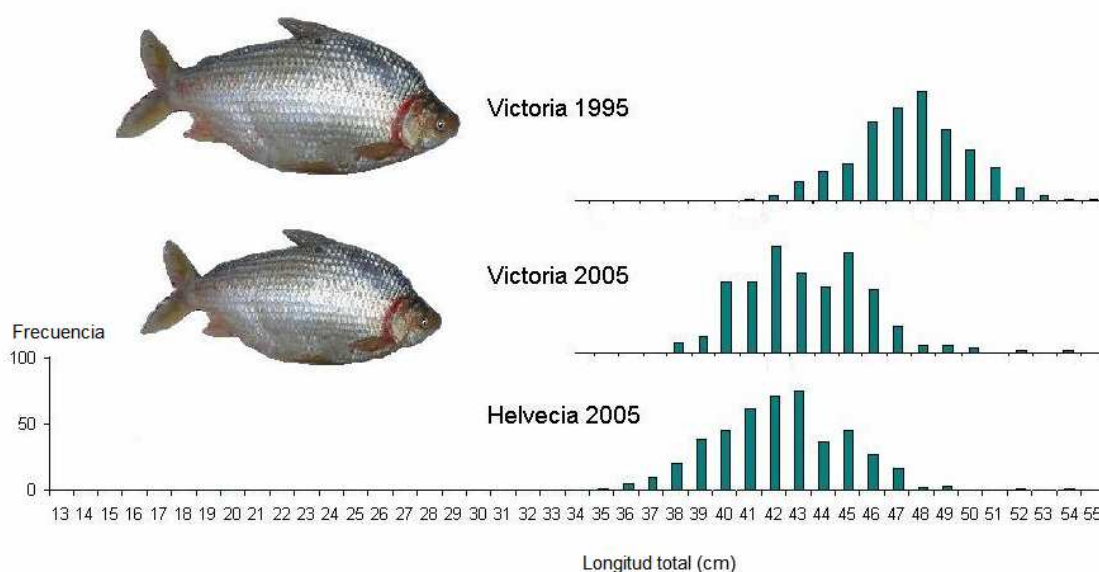 Victoria 1995
Victoria 2005
Frecuencia
100
Helvecia 2005
50
0
13 14 15 16 17 18 19 20 21 22 23 24 25 26 27 28 29 30 31 32 33 34 35 36 37 38 39 40 41 42 43 44 45 46 47 48 49 50 51 52 53 54 55
Longitud total (cm)